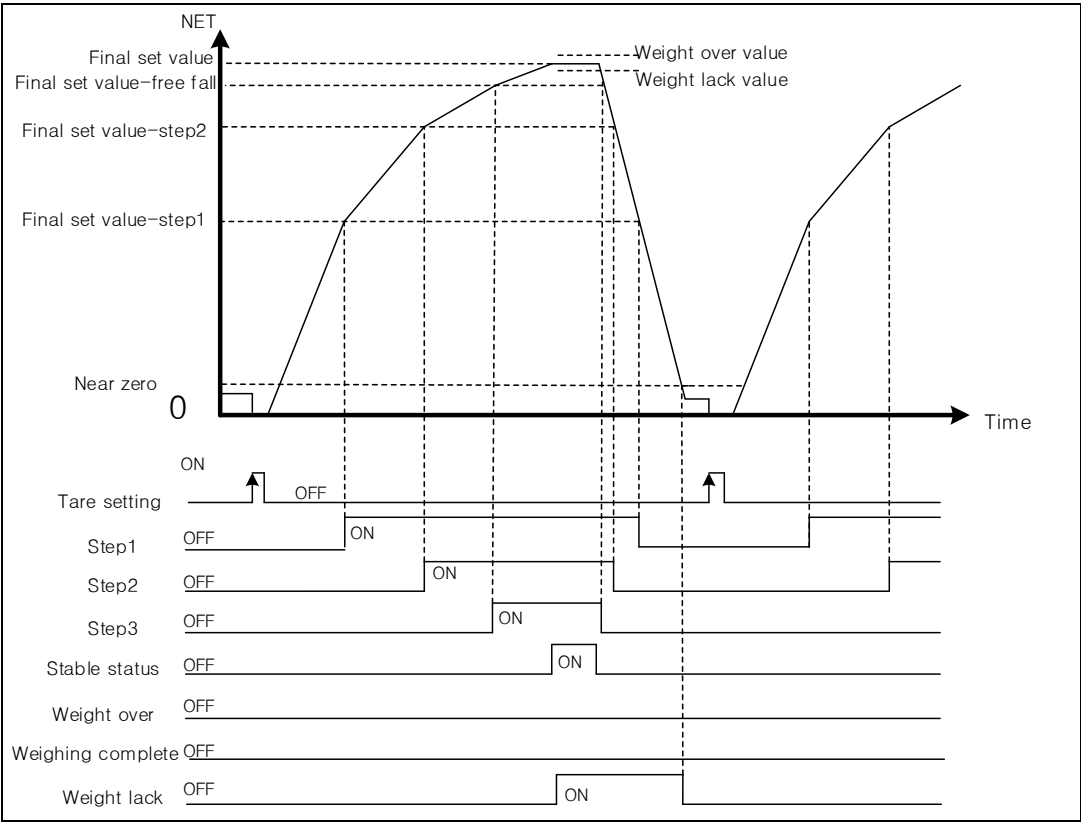 NET
Final set value
Weight over value
Final set value-free fall
Weight lack value
Final set value-step2
Final set value-step1
Near zero
0
Time
ON
Tare setting
OFF
Step1
OFF
ON
Step2
OFF
ON
Step3
OFF
ON
Stable status
OFF
ON
Weight over
OFF
Weighing complete
OFF
Weight lack
OFF
ON